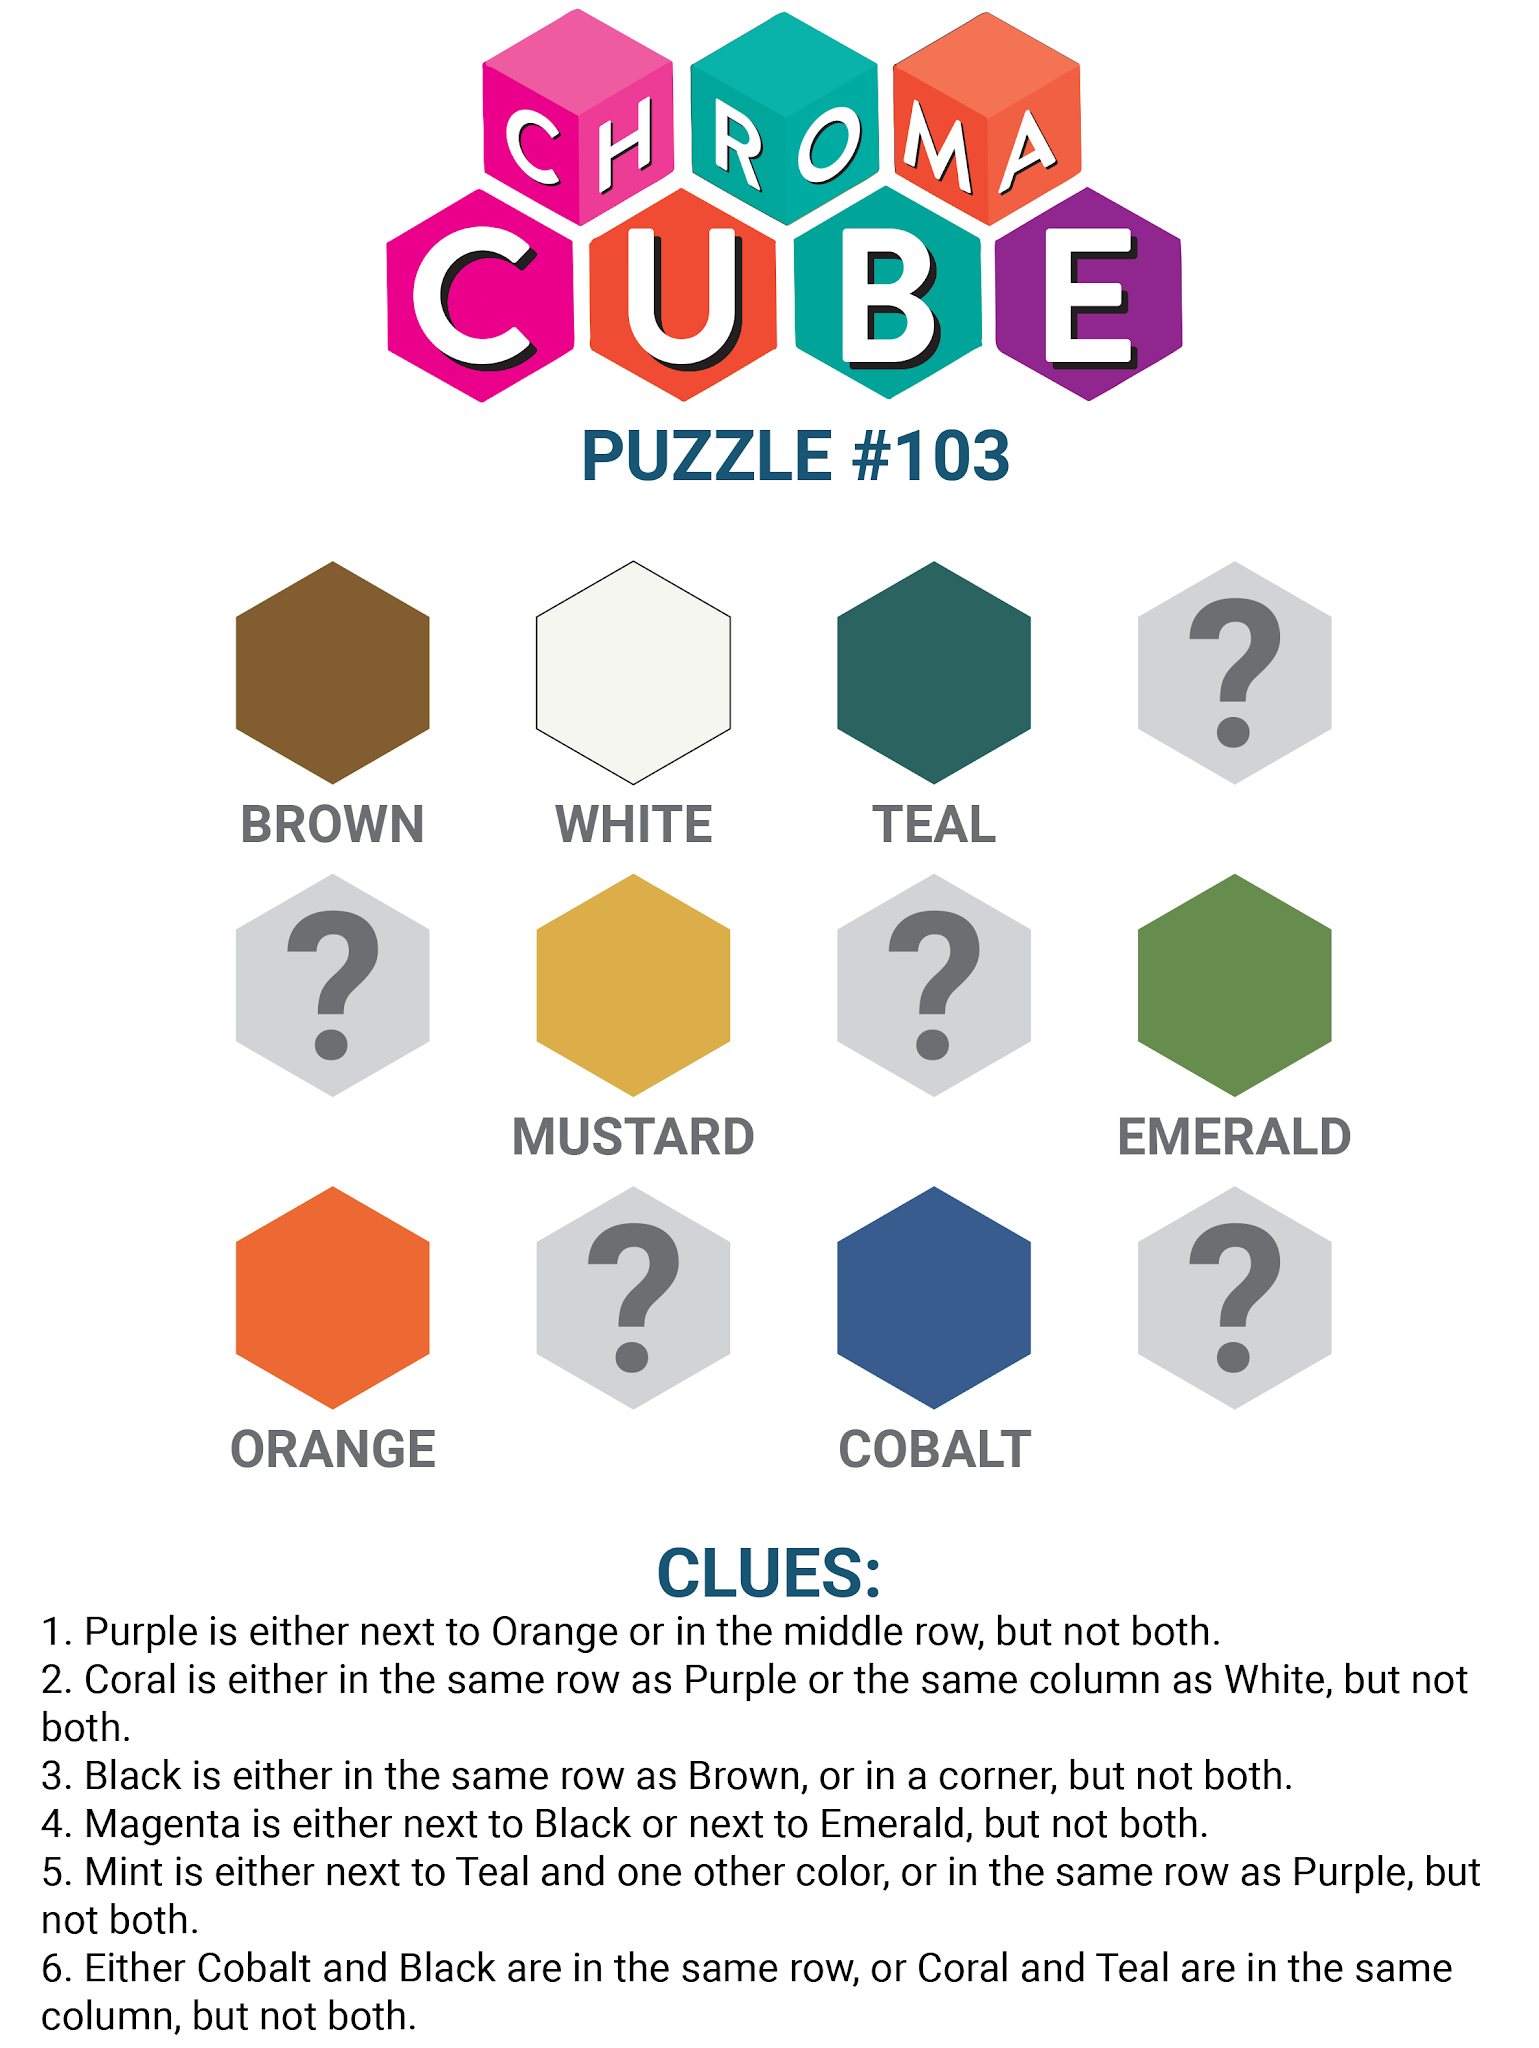 CHROMA
CUBE
PUZZLE #103
?
BROWN WHITE TEAL
? ?
MUSTARD EMERALD
? ?
ORANGE COBALT
CLUES:
1. Purple is either next to Orange or in the middle row, but not both.
2. Coral is either in the same row as Purple or the same column as White, but not
both.
3. Black is either in the same row as Brown, or in a corner, but not both.
4. Magenta is either next to Black or next to Emerald, but not both.
5. Mint is either next to Teal and one other color, or in the same row as Purple, but
not both.
6. Either Cobalt and Black are in the same row, or Coral and Teal are in the same
column, but not both.